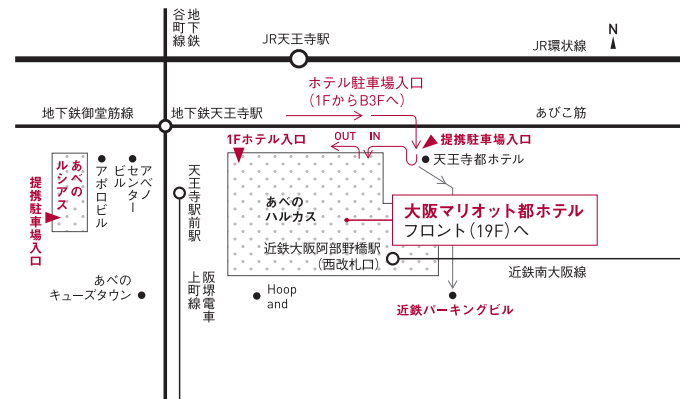 地下鉄
谷町線
JR天王寺駅
JR環状線
N
ホテル駐車場入口
(1FからB3Fへ)
地下鉄御堂筋線
地下鉄天王寺駅
あびこ筋
1Fホテル入口
OUT
IN
提携駐車場入口
天王寺都ホテル
あべの
ルシアス
提携駐車場入口
アポロビル
アベノ
センター
ビル
天王寺駅前駅
あべの
ハルカス
大阪マリオット都ホテル
フロント(19F)へ
近鉄大阪阿部野橋駅
(西改札口)
近鉄南大阪線
阪堺電車
上町線
あべの
キューズタウン
Hoop
and
近鉄パーキングビル